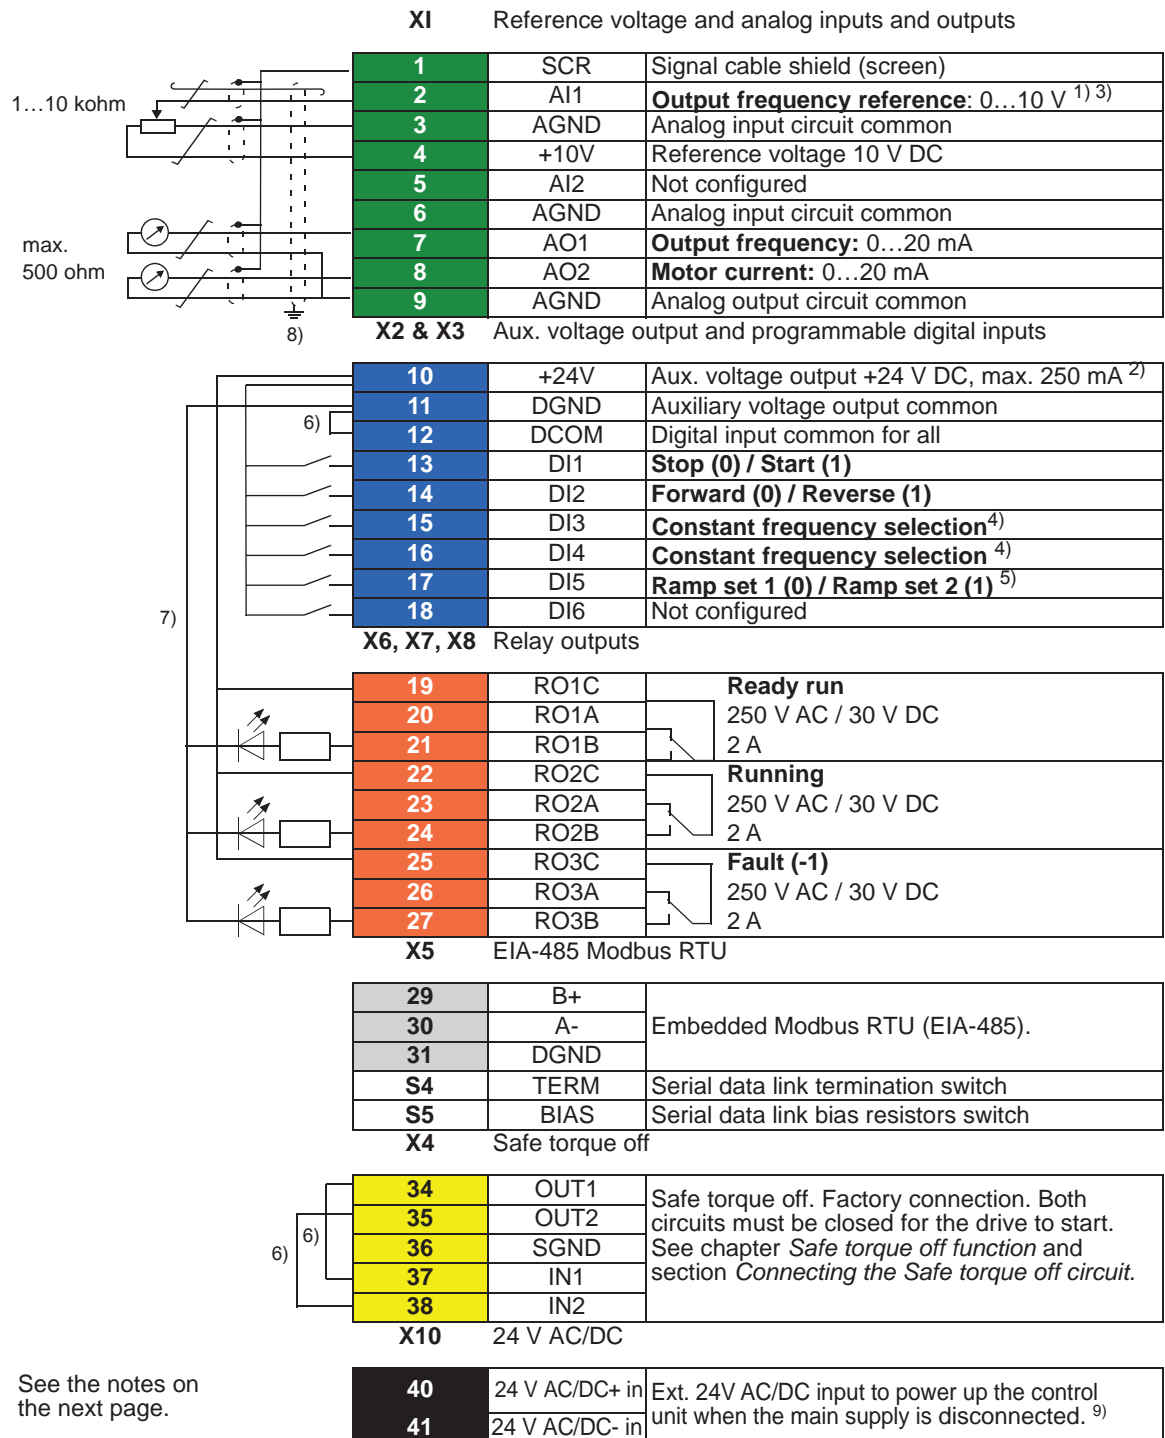 XI Reference voltage and analog inputs and outputs
1 SCR Signal cable shield (screen)
1…10 kohm
2 AI1 Output frequency reference: 0…10 V 1) 3)
3 AGND Analog input circuit common
4 +10V Reference voltage 10 V DC
5 AI2 Not configured
6 AGND Analog input circuit common
max.
500 ohm
7 AO1 Output frequency: 0…20 mA
8 AO2 Motor current: 0…20 mA
9 AGND Analog output circuit common
8)
X2 & X3 Aux. voltage output and programmable digital inputs
10 +24V Aux. voltage output +24 V DC, max. 250 mA 2)
11 DGND Auxiliary voltage output common
6)
12 DCOM Digital input common for all
13 DI1 Stop (0) / Start (1)
14 DI2 Forward (0) / Reverse (1)
15 DI3 Constant frequency selection4)
16 DI4 Constant frequency selection 4)
17 DI5 Ramp set 1 (0) / Ramp set 2 (1) 5)
7)
18 DI6 Not configured
X6, X7, X8 Relay outputs
19 RO1C Ready run
20 RO1A 250 V AC / 30 V DC
21 RO1B 2 A
22 RO2C Running
23 RO2A 250 V AC / 30 V DC
24 RO2B 2 A
25 RO3C Fault (-1)
26 RO3A 250 V AC / 30 V DC
27 RO3B 2 A
X5 EIA-485 Modbus RTU
29 B+
30 A- Embedded Modbus RTU (EIA-485).
31 DGND
S4 TERM Serial data link termination switch
S5 BIAS Serial data link bias resistors switch
X4 Safe torque off
34 OUT1 Safe torque off. Factory connection. Both
35 OUT2 circuits must be closed for the drive to start.
6) 6)
36 SGND See chapter Safe torque off function and
37 IN1 section Connecting the Safe torque off circuit.
38 IN2
X10 24 V AC/DC
See the notes on
the next page.
40 24 V AC/DC+ in Ext. 24V AC/DC input to power up the control
41 24 V AC/DC- in unit when the main supply is disconnected. 9)